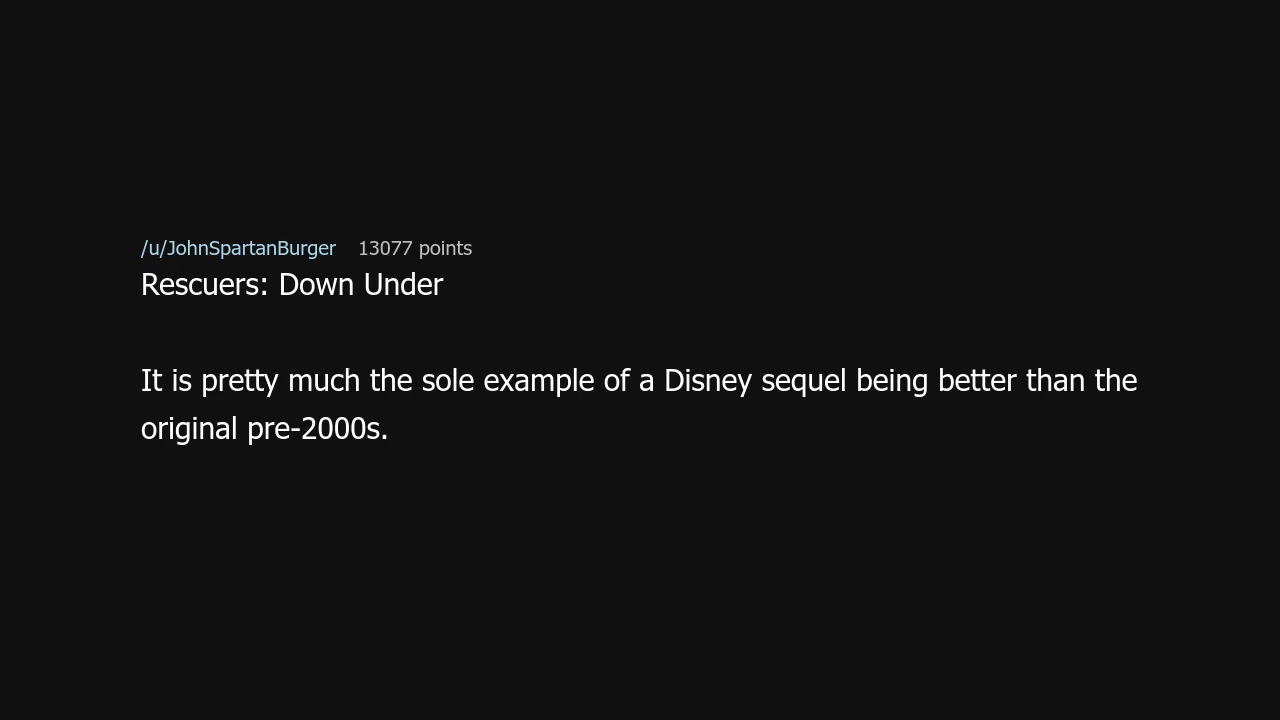 /u/JohnSpartanBurger 13077 points
Rescuers: Down Under
It is pretty much the sole example of a Disney sequel being better than the
original pre-2000s.